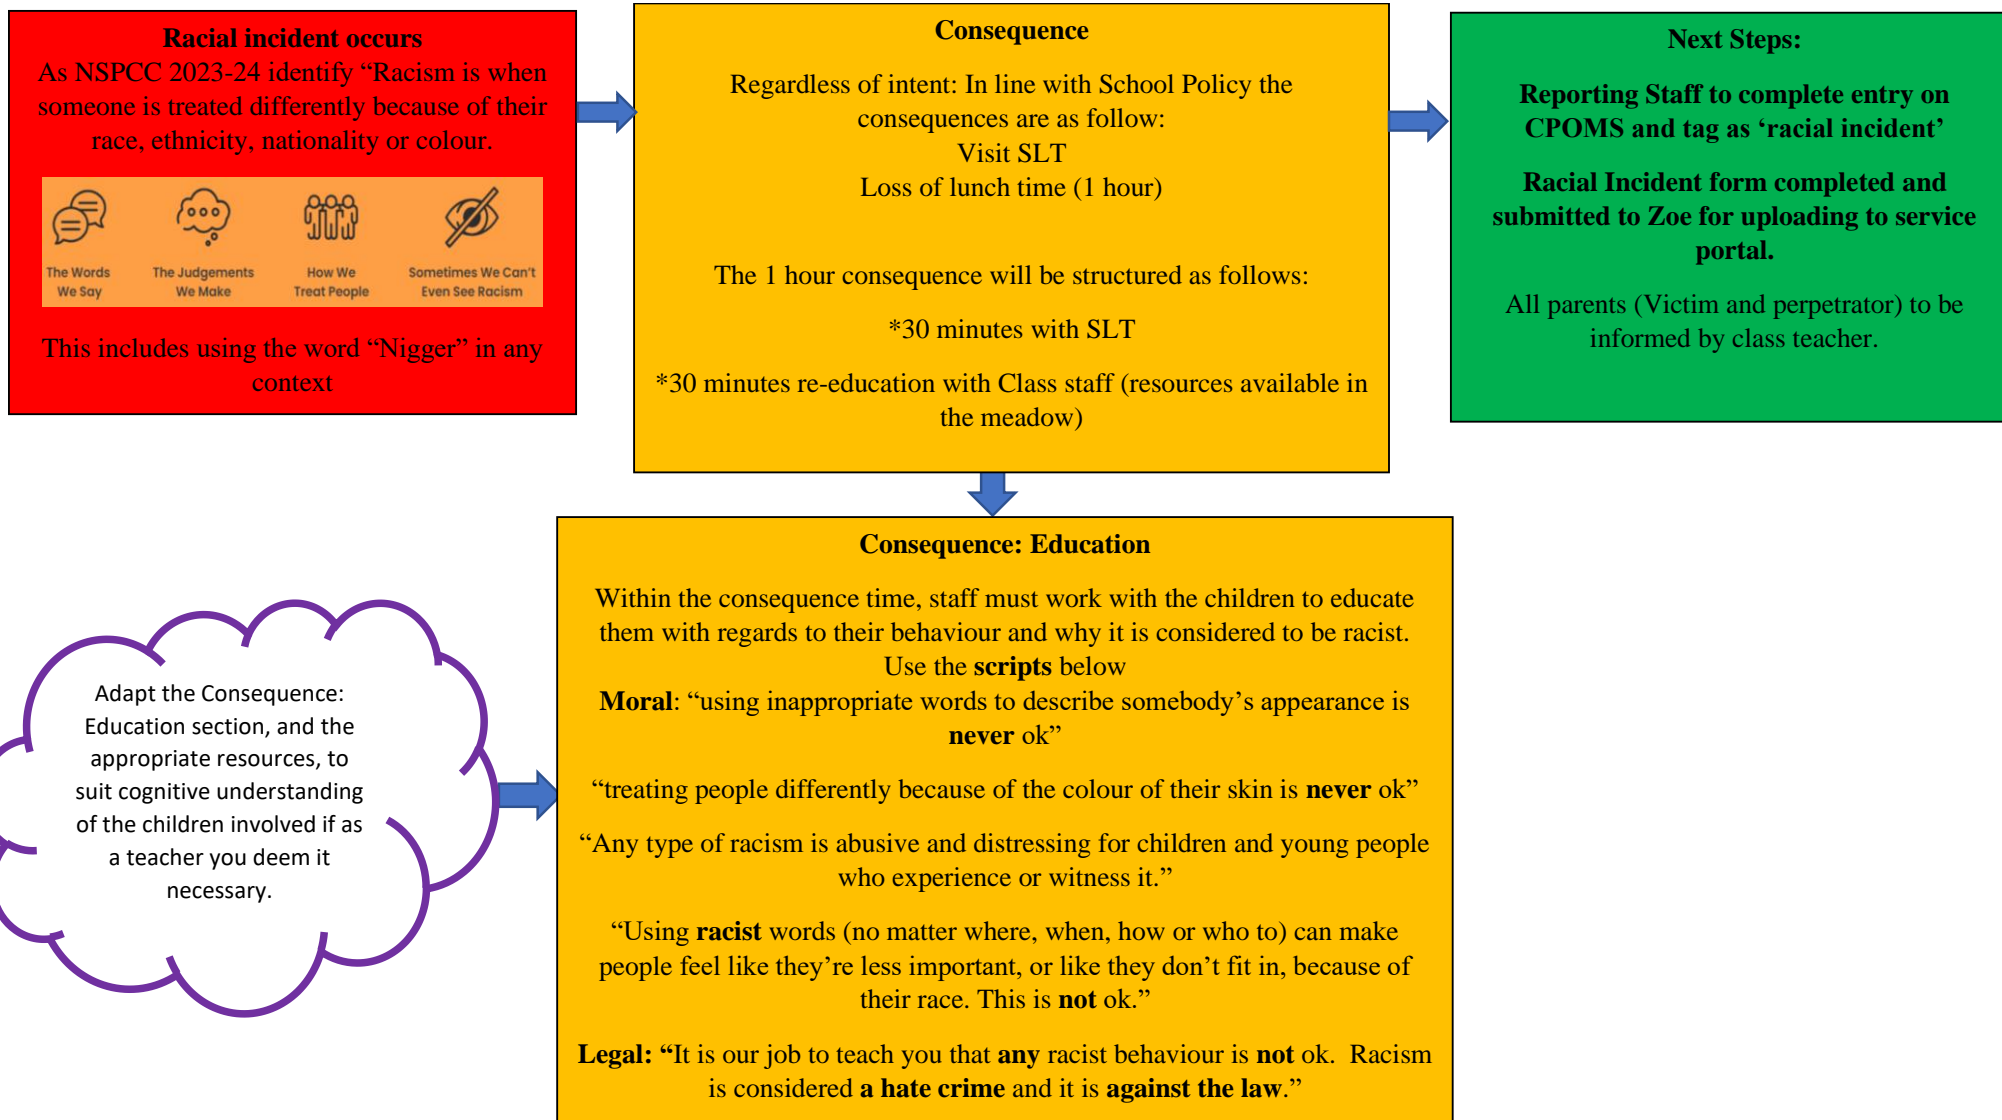 Racial incident occurs
As NSPCC 2023-24 identify “Racism is when
someone is treated differently because of their
race, ethnicity, nationality or colour.
The Words
We Say
The Judgements
We Make
How We
Treat People
Sometimes We Can't
Even See Racism
This includes using the word “Nigger” in any
context
Consequence
Regardless of intent: In line with School Policy the
consequences are as follow:
Visit SLT
Loss of lunch time (1 hour)
The 1 hour consequence will be structured as follows:
*30 minutes with SLT
*30 minutes re-education with Class staff (resources available in
the meadow)
Next Steps:
Reporting Staff to complete entry on
CPOMS and tag as ‘racial incident’
Racial Incident form completed and
submitted to Zoe for uploading to service
portal.
All parents (Victim and perpetrator) to be
informed by class teacher.
Adapt the Consequence:
Education section, and the
appropriate resources, to
suit cognitive understanding
of the children involved if as
a teacher you deem it
necessary.
Consequence: Education
Within the consequence time, staff must work with the children to educate
them with regards to their behaviour and why it is considered to be racist.
Use the scripts below
Moral: “using inappropriate words to describe somebody’s appearance is
never ok”
“treating people differently because of the colour of their skin is never ok”
“Any type of racism is abusive and distressing for children and young people
who experience or witness it.”
“Using racist words (no matter where, when, how or who to) can make
people feel like they’re less important, or like they don’t fit in, because of
their race. This is not ok.”
Legal: “It is our job to teach you that any racist behaviour is not ok.  Racism
is considered a hate crime and it is against the law.”